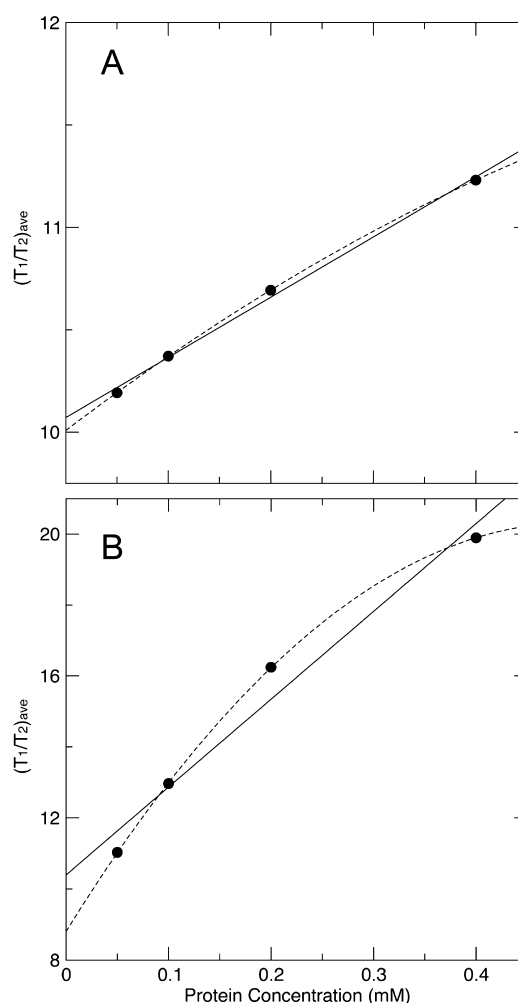 12
A
11
(T1/T2)ave
10
B
20
16
(T1/T2)ave
12
8
0 0.1 0.2 0.3 0.4
Protein Concentration (mM)